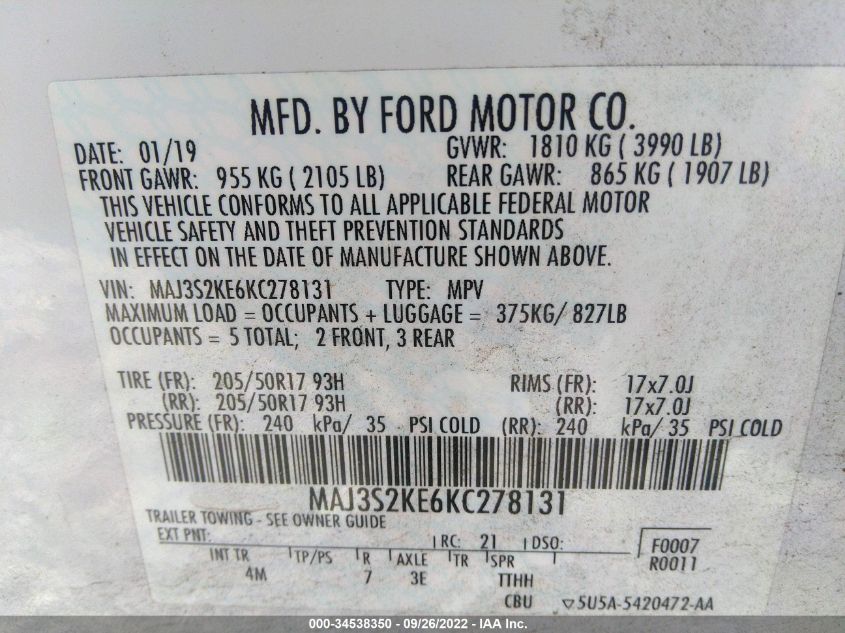 MFD. BY FORD MOTOR CO.
DATE: 01/19 GVWR: 1810 KG ( 3990 LB)
FRONT GAWR: 955 KG ( 2105 LB) REAR GAWR: 865 KG ( 1907 LB)
THIS VEHICLE CONFORMS TO ALL APPLICABLE FEDERAL MOTOR
VEHICLE SAFETY AND THEFT PREVENTION STANDARDS
IN EFFECT ON THE DATE OF MANUFACTURE SHOWN ABOVE.
VIN: MAJ3S2KE6KC278131 TYPE: MPV
MAXIMUM LOAD = OCCUPANTS + LUGGAGE = 375KG/ 827LB
OCCUPANTS = 5 TOTAL; 2 FRONT, 3 REAR
TIRE (FR): 205/50R17 93H RIMS (FR): 17x7.0J
(RR): 205/50R17 93H (RR): 17x7.0J
PRESSURE (FR): 240 kPa/ 35 PSI COLD (RR): 240 kPa/ 35 PSI COLD
MAJ3S2KE6KC278131
TRAILER TOWING - SEE OWNER GUIDE
EXT PNT: RC: 21 DSO: F0007
R0011
INT TR TP/PS R AXLE TR SPR
4M 7 3E TTHH
CBU ▽5U5A-5420472-AA
000-34538350 - 09/26/2022 - IAA Inc.